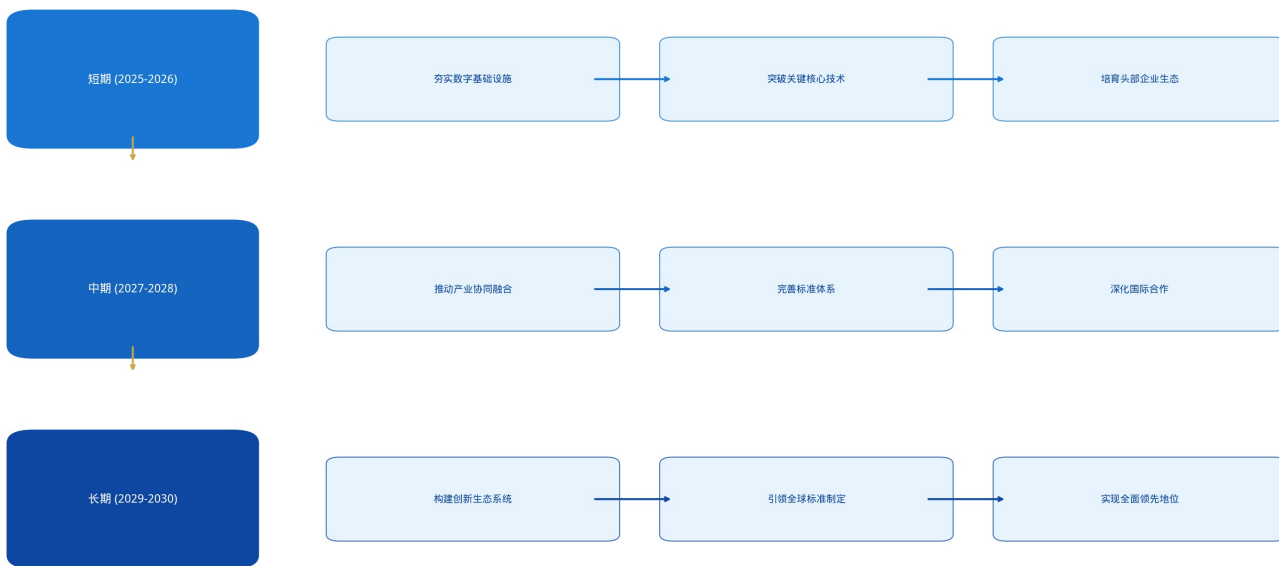 短期 (2025-2026)
夯实数字基础设施
突破关键核心技术
培育头部企业生态
中期 (2027-2028)
推动产业协同融合
完善标准体系
深化国际合作
长期 (2029-2030)
构建创新生态系统
引领全球标准制定
实现全面领先地位